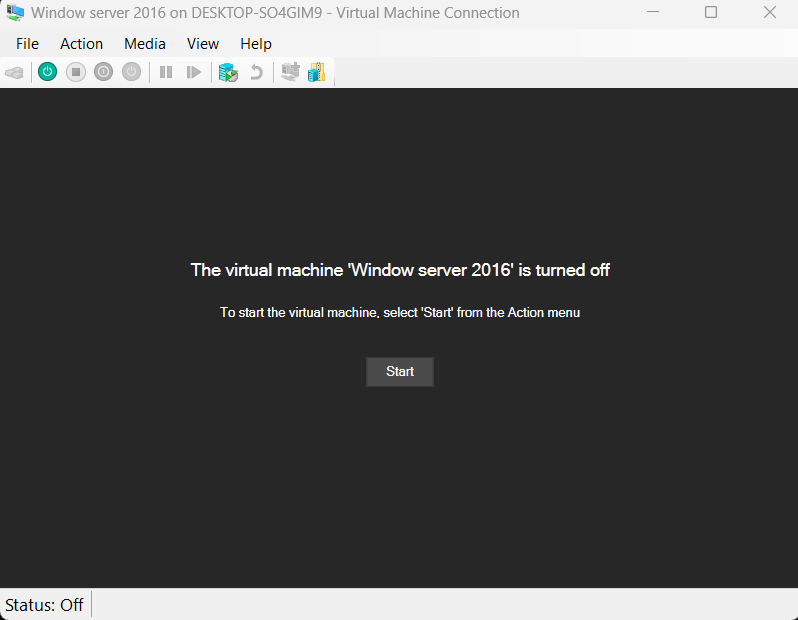 Window server 2016 on DESKTOP-SO4GIM9 - Virtual Machine Connection
File Action Media View Help
The virtual machine 'Window server 2016' is turned off
To start the virtual machine, select 'Start' from the Action menu
Start
Status: Off